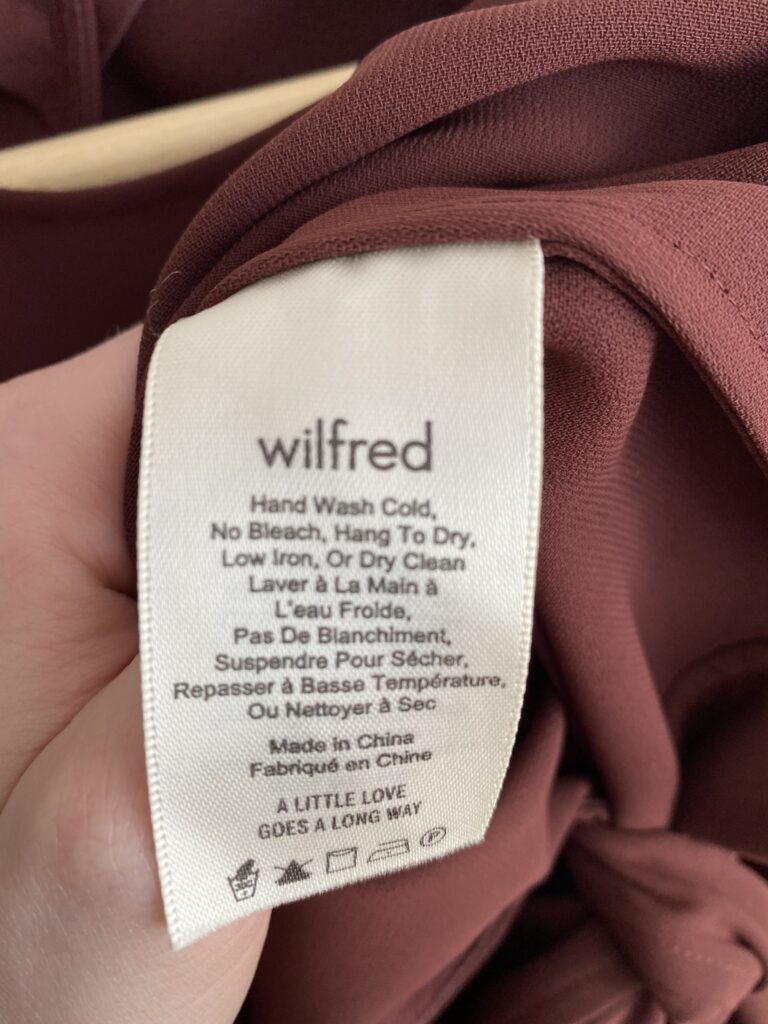 wilfred
Hand Wash Cold,
No Bleach, Hang To Dry,
Low Iron, Or Dry Clean
Laver à La Main à
L'eau Froide,
Pas De Blanchiment,
Suspendre Pour Sécher,
Repasser à Basse Température,
Ou Nettoyer à Sec
Made in China
Fabriqué en Chine
A LITTLE LOVE
GOES A LONG WAY